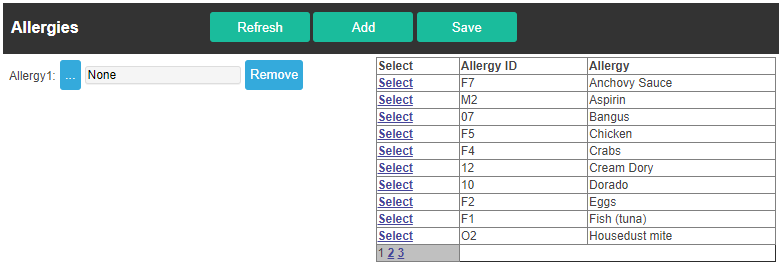 Allergies Refresh Add Save
Allergy1: ... None Remove
Select Allergy ID Allergy
Select F7 Anchovy Sauce
Select M2 Aspirin
Select 07 Bangus
Select F5 Chicken
Select F4 Crabs
Select 12 Cream Dory
Select 10 Dorado
Select F2 Eggs
Select F1 Fish (tuna)
Select O2 Housedust mite
1 2 3